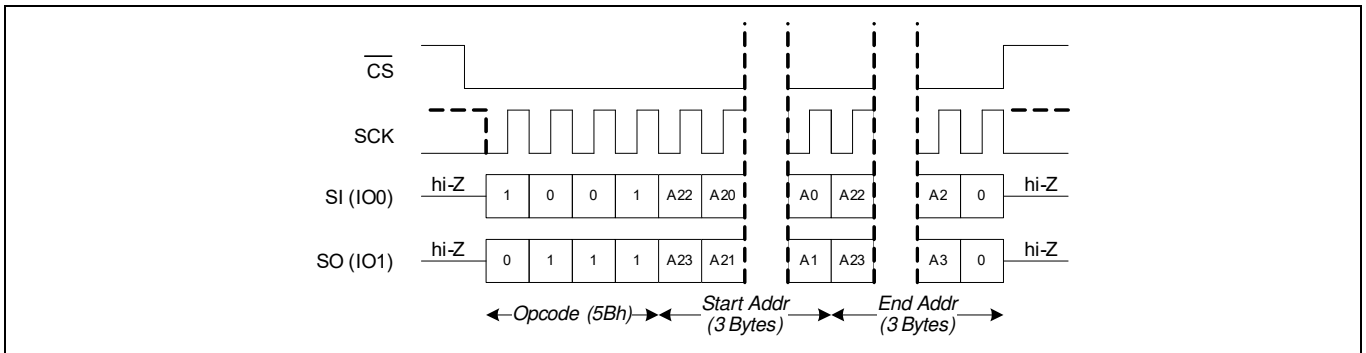 CS
SCK
SI (IO0) hi-Z 1 0 0 1 A22 A20 A0 A22 A2 0 hi-Z
SO (IO1) hi-Z 0 1 1 1 A23 A21 A1 A23 A3 0 hi-Z
Opcode (5Bh) Start Addr End Addr
(3 Bytes) (3 Bytes)